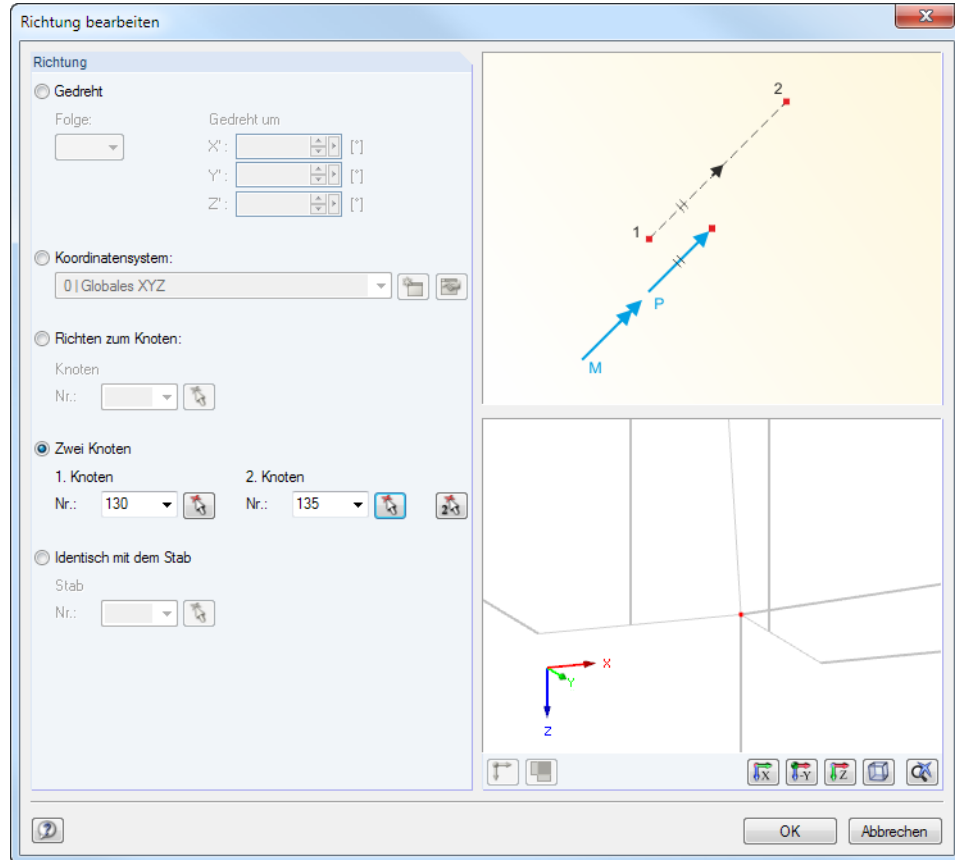 Richtung bearbeiten
Richtung
Gedreht
Folge: Gedreht um
X': [°]
Y': [°]
Z': [°]
Koordinatensystem:
0 | Globales XYZ
Richten zum Knoten:
Knoten
Nr.:
Zwei Knoten
1. Knoten 2. Knoten
Nr.: 130 Nr.: 135 2
Identisch mit dem Stab
Stab
Nr.:
2
1
P
M
X
Y
Z
X -Y Z
OK Abbrechen